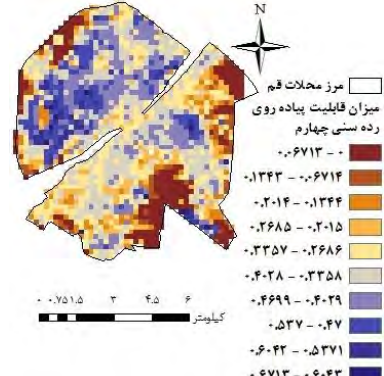 N
مرز محلات قم
میزان قابلیت پیاده روی
رده سنی چهارم
۰.۰۶۷۱۳ - ۰
۰.۱۳۴۳ - ۰.۰۶۷۱۴
۰.۲۰۱۴ - ۰.۱۳۴۴
۰.۲۶۸۵ - ۰.۲۰۱۵
۰.۳۳۵۷ - ۰.۲۶۸۶
۰.۴۰۲۸ - ۰.۳۳۵۸
۰.۴۶۹۹ - ۰.۴۰۲۹
۰.۵۳۷ - ۰.۴۷
۰.۶۰۴۲ - ۰.۵۳۷۱
۰.۶۷۱۳ - ۰.۶۰۴۳
۰ ۰.۷۵ ۱.۵ ۳ ۴.۵ ۶
کیلومتر